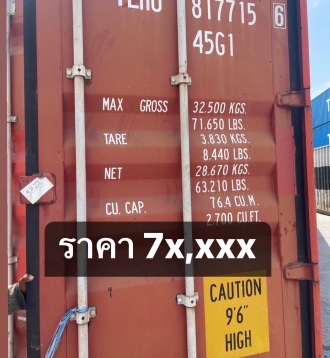 817715 6
45G1
MAX GROSS 32.500 KGS.
71.650 LBS.
TARE 3.830 KGS.
8.440 LBS.
NET 28.670 KGS.
63.210 LBS.
CU. CAP. 76.4 CU.M.
2.700 CU.FT.
ราคา 7x,xxx
CAUTION
9'6"
HIGH